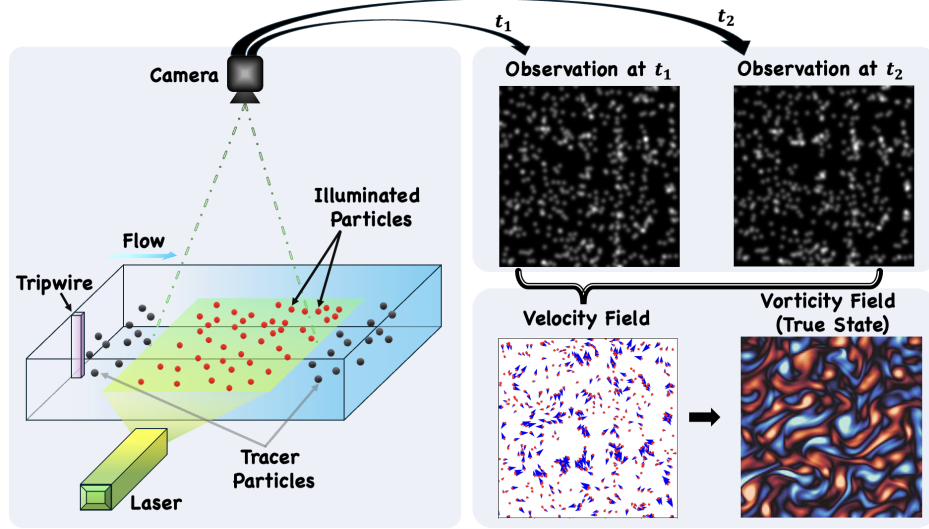 t₁
t₂
Camera
Observation at t₁
Observation at t₂
Illuminated
Particles
Flow
Tripwire
Velocity Field
Vorticity Field
(True State)
Tracer
Particles
Laser